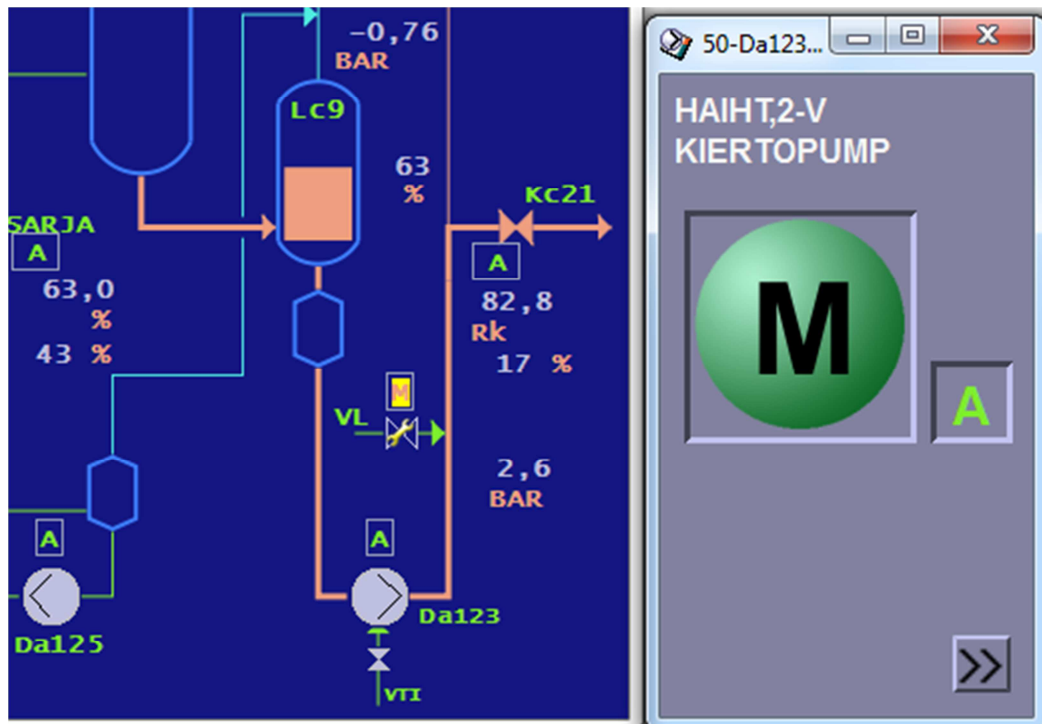 -0,76
BAR
Lc9
63
%
Kc21
SARJA
A
A
63,0
%
82,8
Rk
43 %
17 %
M
VL
2,6
BAR
A
A
Da123
Da125
VTI
50-Da123...
HAIHT,2-V
KIERTOPUMP
M
A
>>